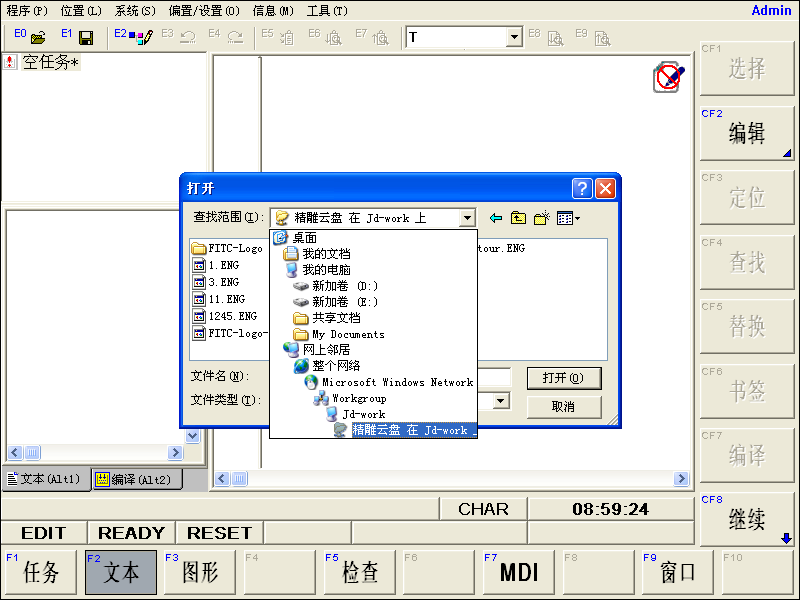 程序(P) 位置(L) 系统(S) 偏置/设置(O) 信息(M) 工具(T) Admin
E0 E1 E2 E3 E4 E5 E6 E7 T E8 E9
空任务*
CF1 选择
CF2 编辑
CF3 定位
CF4 查找
CF5 替换
CF6 书签
CF7 编译
CF8 继续
打开
查找范围(I): 精雕云盘 在 Jd-work 上
FITC-Logo
1.ENG
3.ENG
11.ENG
1245.ENG
FITC-logo-
tour.ENG
桌面
我的文档
我的电脑
新加卷 (D:)
新加卷 (E:)
共享文档
My Documents
网上邻居
整个网络
Microsoft Windows Network
Workgroup
Jd-work
精雕云盘 在 Jd-work
文件名(N): 打开(O)
文件类型(T): 取消
文本(Alt1) 编译(Alt2)
CHAR 08:59:24
EDIT READY RESET
F1 任务 F2 文本 F3 图形 F4 F5 检查 F6 F7 MDI F8 F9 窗口 F10